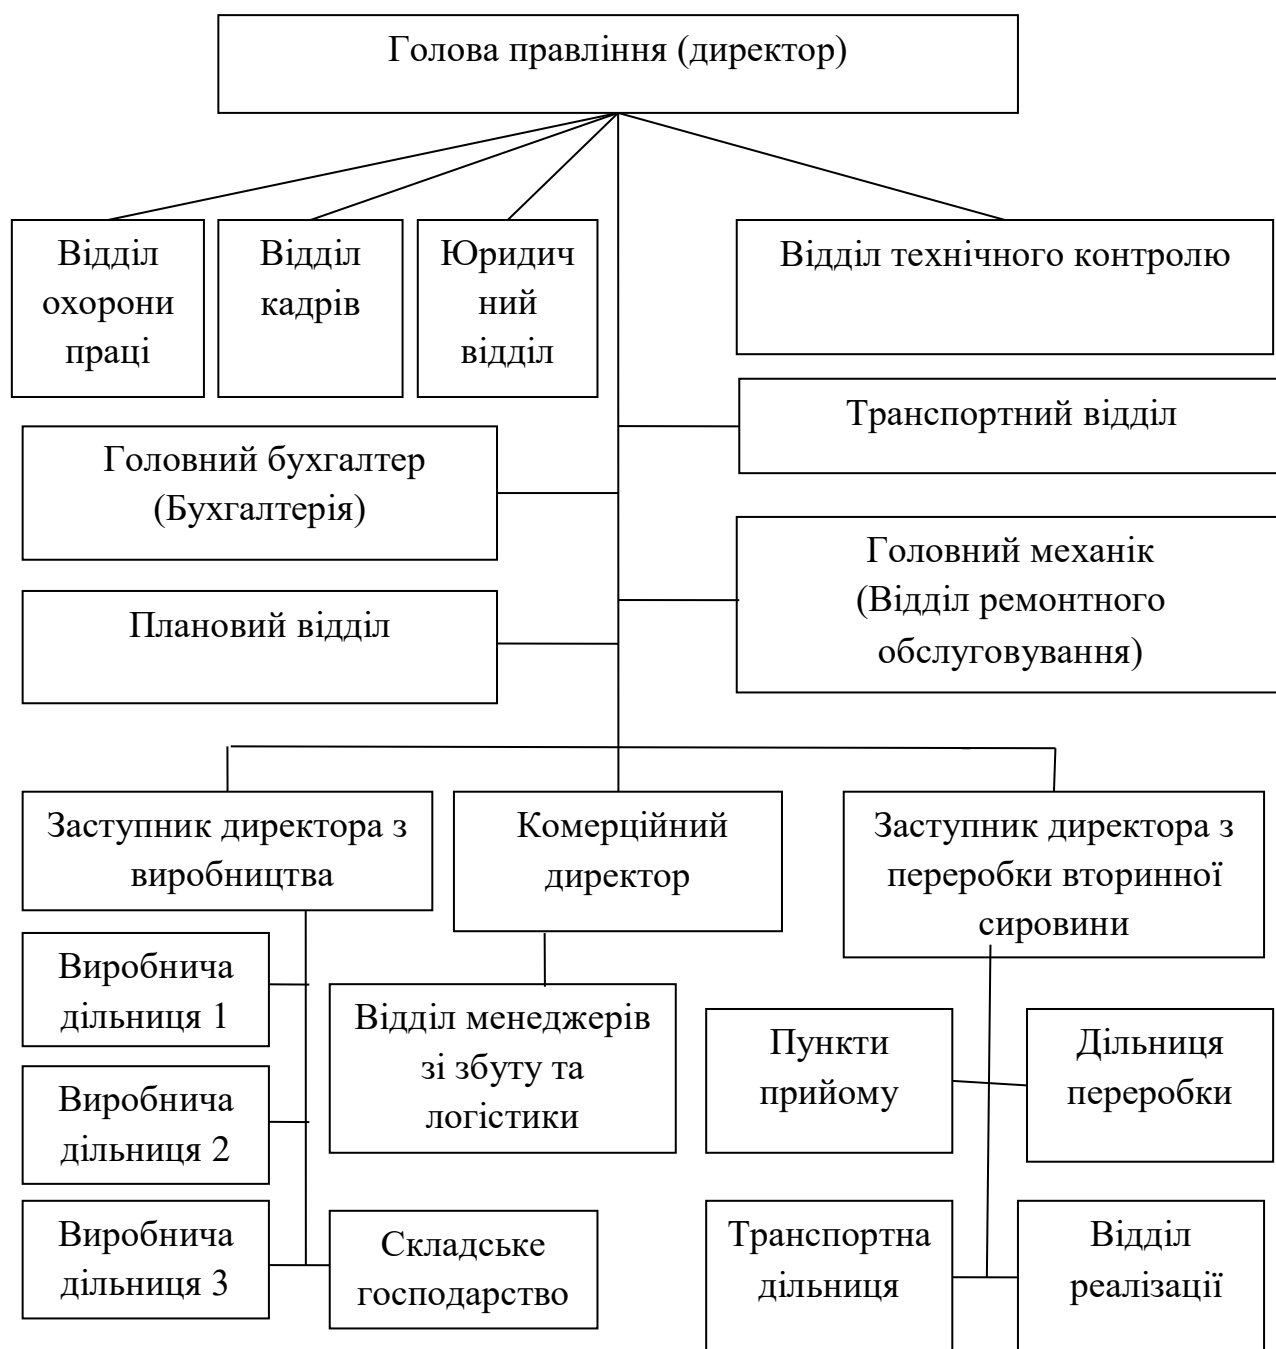 Голова правління (директор)
Відділ
охорони
праці
Відділ
кадрів
Юридич
ний
відділ
Відділ технічного контролю
Транспортний відділ
Головний бухгалтер
(Бухгалтерія)
Головний механік
(Відділ ремонтного
обслуговування)
Плановий відділ
Заступник директора з
виробництва
Комерційний
директор
Заступник директора з
переробки вторинної
сировини
Виробнича
дільниця 1
Відділ менеджерів
зі збуту та
логістики
Пункти
прийому
Дільниця
переробки
Виробнича
дільниця 2
Виробнича
дільниця 3
Складське
господарство
Транспортна
дільниця
Відділ
реалізації